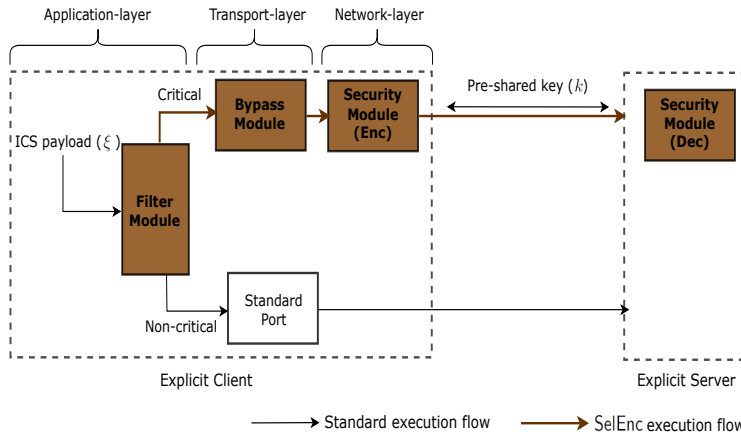 Application-layer
Transport-layer
Network-layer
Critical
Bypass
Module
Security
Module
(Enc)
Pre-shared key (k)
Security
Module
(Dec)
ICS payload (ξ)
Filter
Module
Non-critical
Standard
Port
Explicit Client
Explicit Server
Standard execution flow
SelEnc execution flow